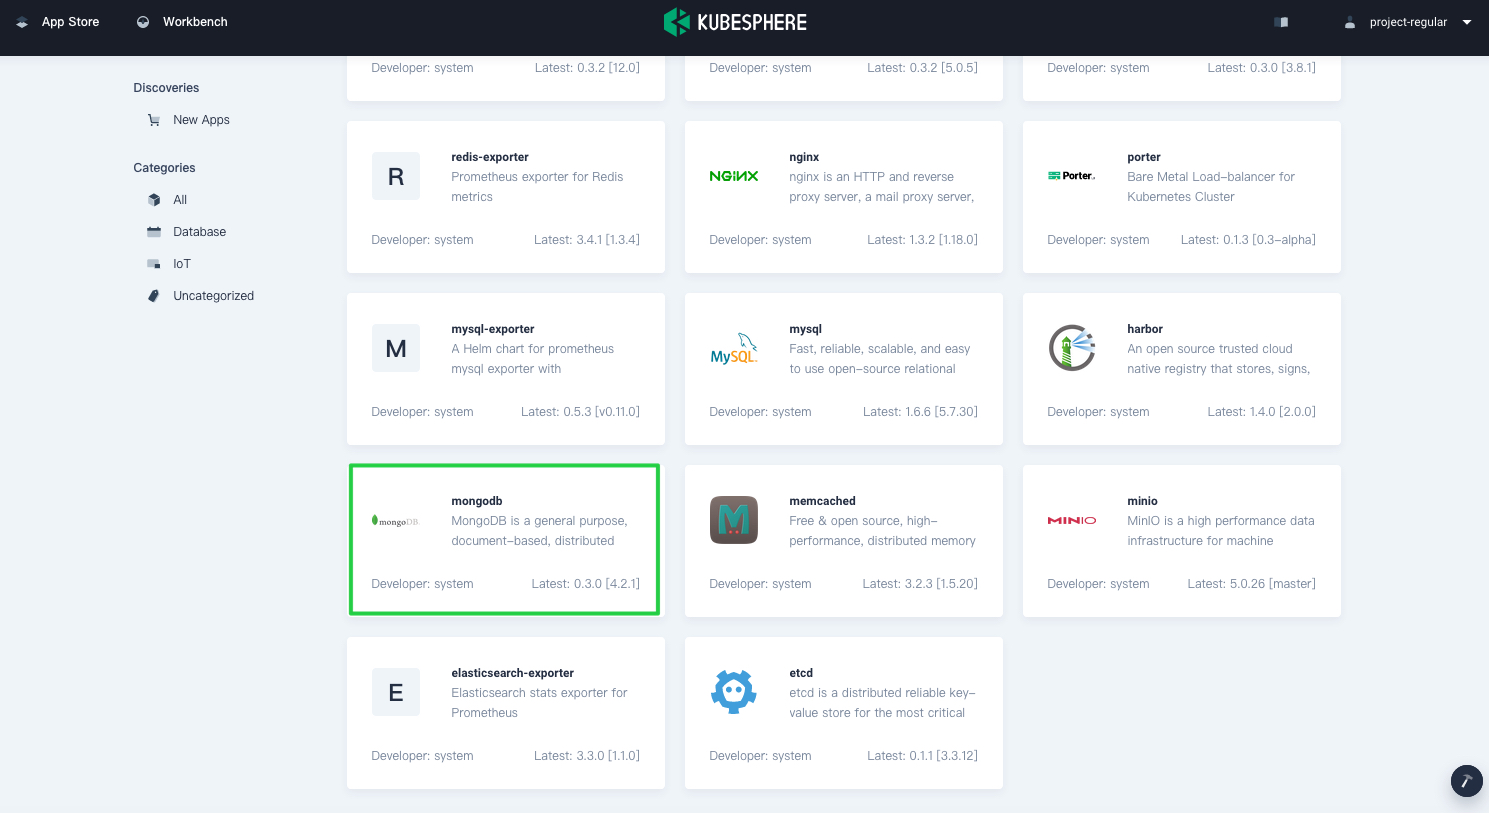 App Store
Workbench
KUBESPHERE
project-regular
Discoveries
New Apps
Categories
All
Database
IoT
Uncategorized
Developer: system
Latest: 0.3.2 [12.0]
Developer: system
Latest: 0.3.2 [5.0.5]
Developer: system
Latest: 0.3.0 [3.8.1]
R
redis-exporter
Prometheus exporter for Redis
metrics
Developer: system
Latest: 3.4.1 [1.3.4]
NGINX
nginx
nginx is an HTTP and reverse
proxy server, a mail proxy server,
Developer: system
Latest: 1.3.2 [1.18.0]
Porter
porter
Bare Metal Load-balancer for
Kubernetes Cluster
Developer: system
Latest: 0.1.3 [0.3-alpha]
M
mysql-exporter
A Helm chart for prometheus
mysql exporter with
Developer: system
Latest: 0.5.3 [v0.11.0]
MySQL
mysql
Fast, reliable, scalable, and easy
to use open-source relational
Developer: system
Latest: 1.6.6 [5.7.30]
harbor
An open source trusted cloud
native registry that stores, signs,
Developer: system
Latest: 1.4.0 [2.0.0]
mongoDB.
mongodb
MongoDB is a general purpose,
document-based, distributed
Developer: system
Latest: 0.3.0 [4.2.1]
M
memcached
Free & open source, high-
performance, distributed memory
Developer: system
Latest: 3.2.3 [1.5.20]
MINIO
minio
MinIO is a high performance data
infrastructure for machine
Developer: system
Latest: 5.0.26 [master]
E
elasticsearch-exporter
Elasticsearch stats exporter for
Prometheus
Developer: system
Latest: 3.3.0 [1.1.0]
etcd
etcd is a distributed reliable key-
value store for the most critical
Developer: system
Latest: 0.1.1 [3.3.12]